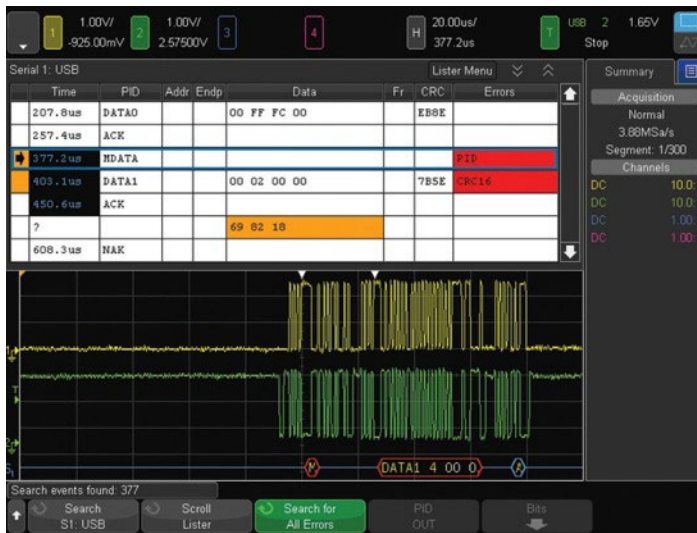 1 1.00V/ -925.00mV 2 1.00V/ 2.57500V 3 4 H 20.00us/ 377.2us T USB 2 1.65V Stop
Serial 1: USB Lister Menu
Time PID Addr Endp Data Fr CRC Errors
207.8us DATA0 00 FF FC 00 EB8E
257.4us ACK
377.2us MDATA PID
403.1us DATA1 00 02 00 00 7B5E CRC16
450.6us ACK
? 69 82 18
608.3us NAK
Summary
Acquisition
Normal
3.88MSa/s
Segment: 1/300
Channels
DC 10.0:
DC 10.0:
DC 1.00:
DC 1.00:
T
M DATA1 4 00 0 A
S1
Search events found: 377
Search S1: USB
Scroll Lister
Search for All Errors
PID OUT
Bits